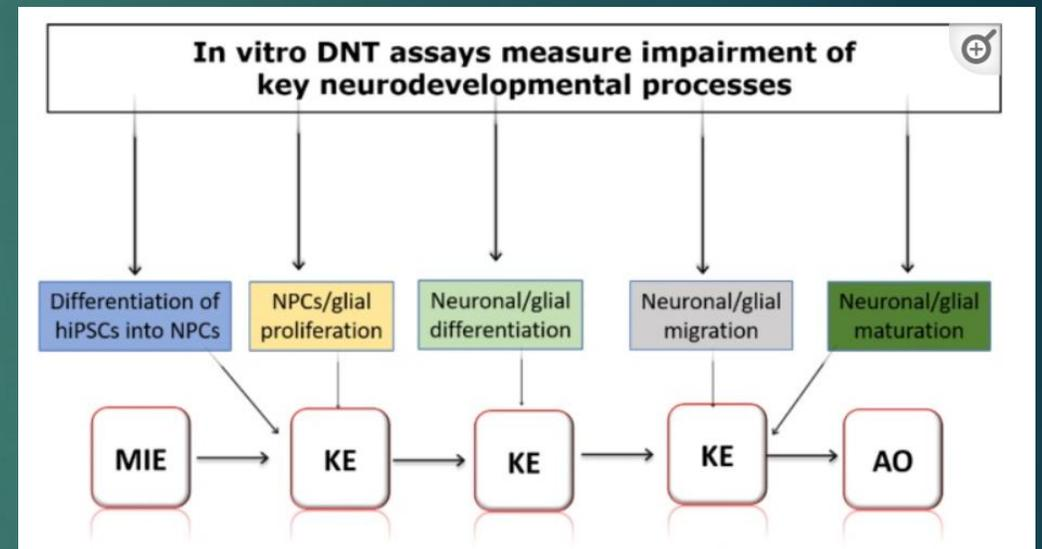 In vitro DNT assays measure impairment of
key neurodevelopmental processes
Differentiation of
hiPSCs into NPCs
NPCs/glial
proliferation
Neuronal/glial
differentiation
Neuronal/glial
migration
Neuronal/glial
maturation
MIE
KE
KE
KE
AO